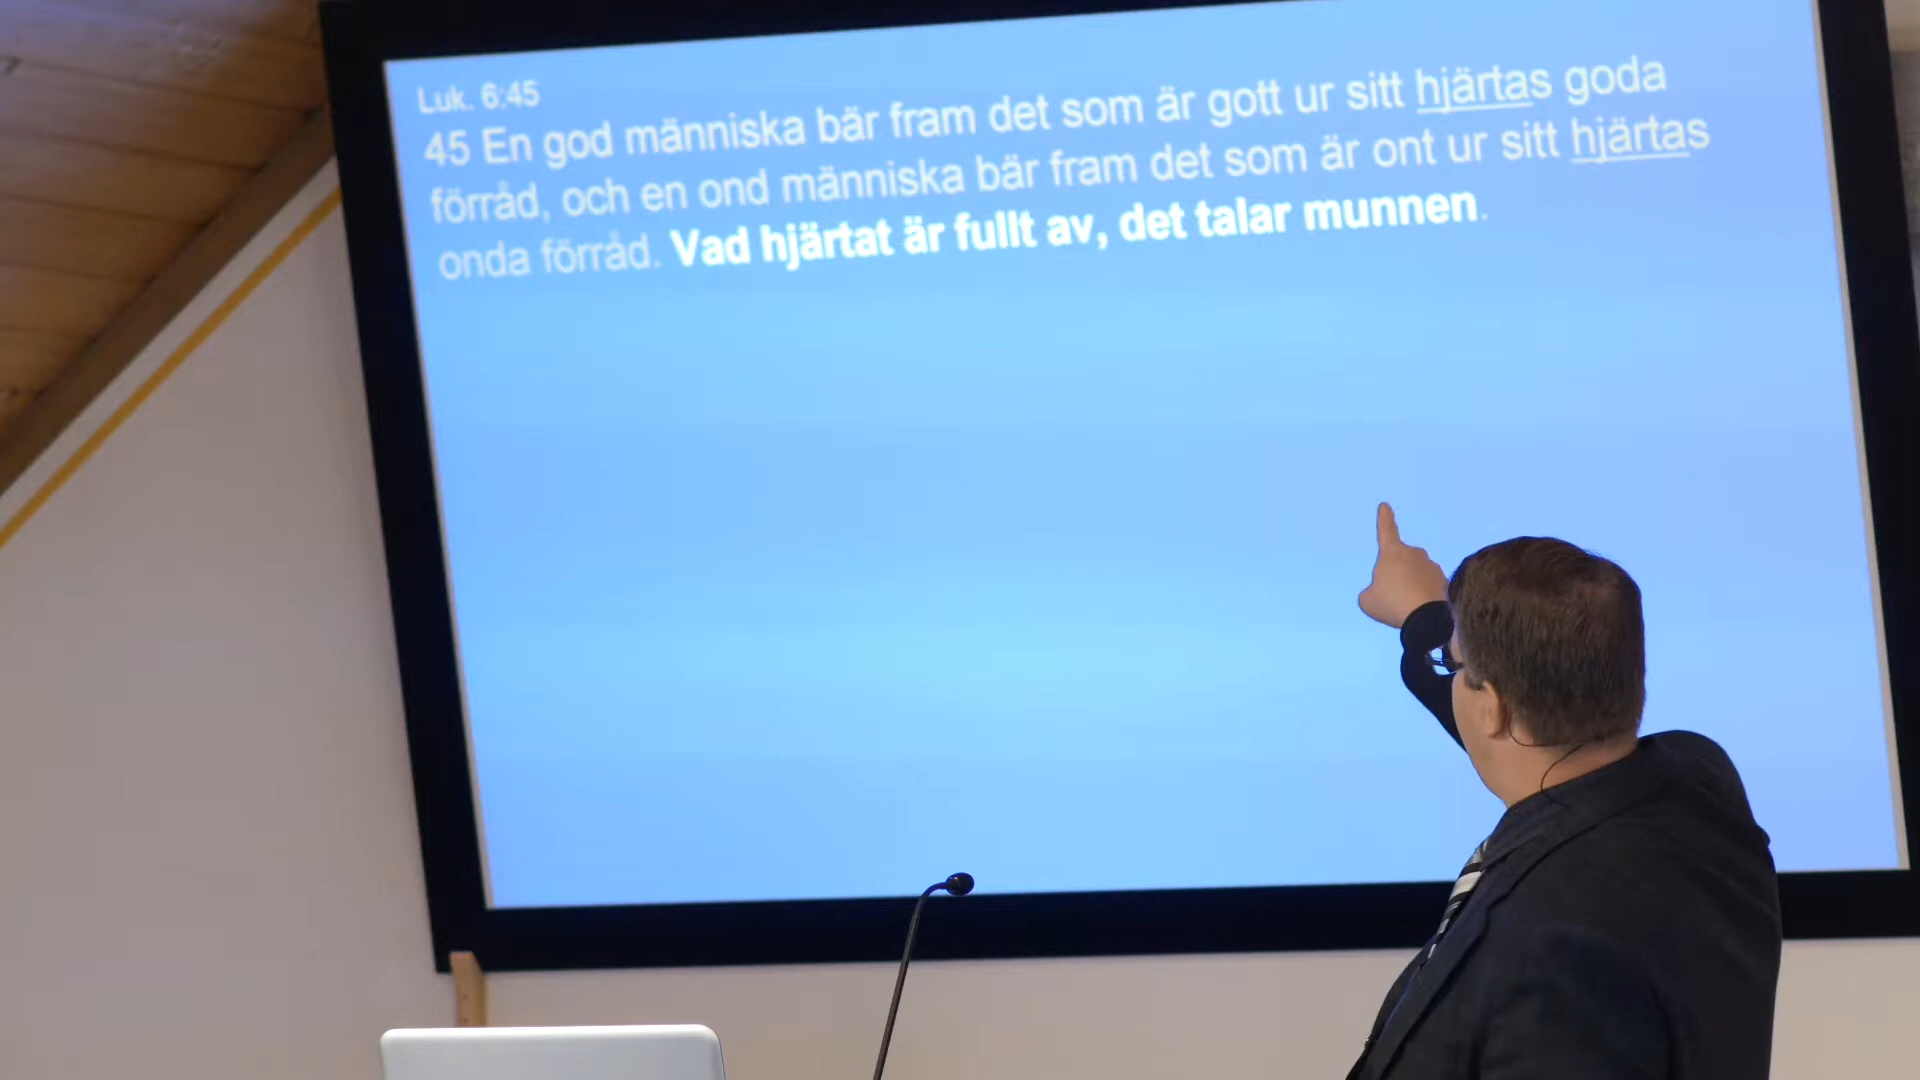 Luk. 6:45
45 En god människa bär fram det som är gott ur sitt hjärtas goda
förråd, och en ond människa bär fram det som är ont ur sitt hjärtas
onda förråd. Vad hjärtat är fullt av, det talar munnen.